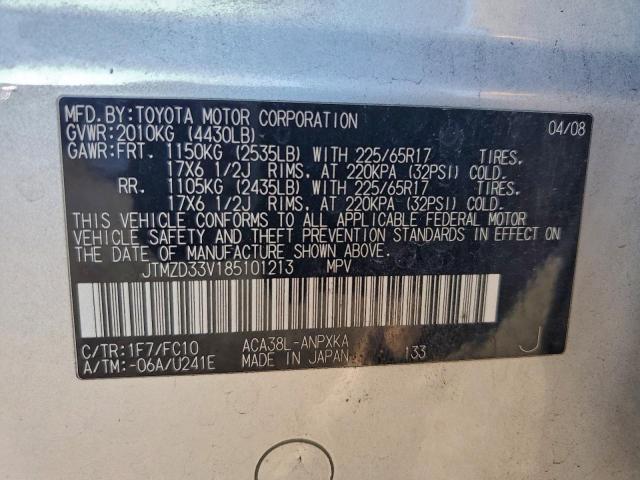 MFD.BY:TOYOTA MOTOR CORPORATION 04/08
GVWR:2010KG (4430LB)
GAWR:FRT. 1150KG (2535LB) WITH 225/65R17 TIRES.
17X6 1/2J RIMS. AT 220KPA (32PSI) COLD.
RR. 1105KG (2435LB) WITH 225/65R17 TIRES.
17X6 1/2J RIMS. AT 220KPA (32PSI) COLD.
THIS VEHICLE CONFORMS TO ALL APPLICABLE FEDERAL MOTOR
VEHICLE SAFETY AND THEFT PREVENTION STANDARDS IN EFFECT ON
THE DATE OF MANUFACTURE SHOWN ABOVE.
JTMZD33V185101213 MPV
C/TR:1F7/FC10 ACA38L-ANPXKA J
A/TM:-06A/U241E MADE IN JAPAN 133